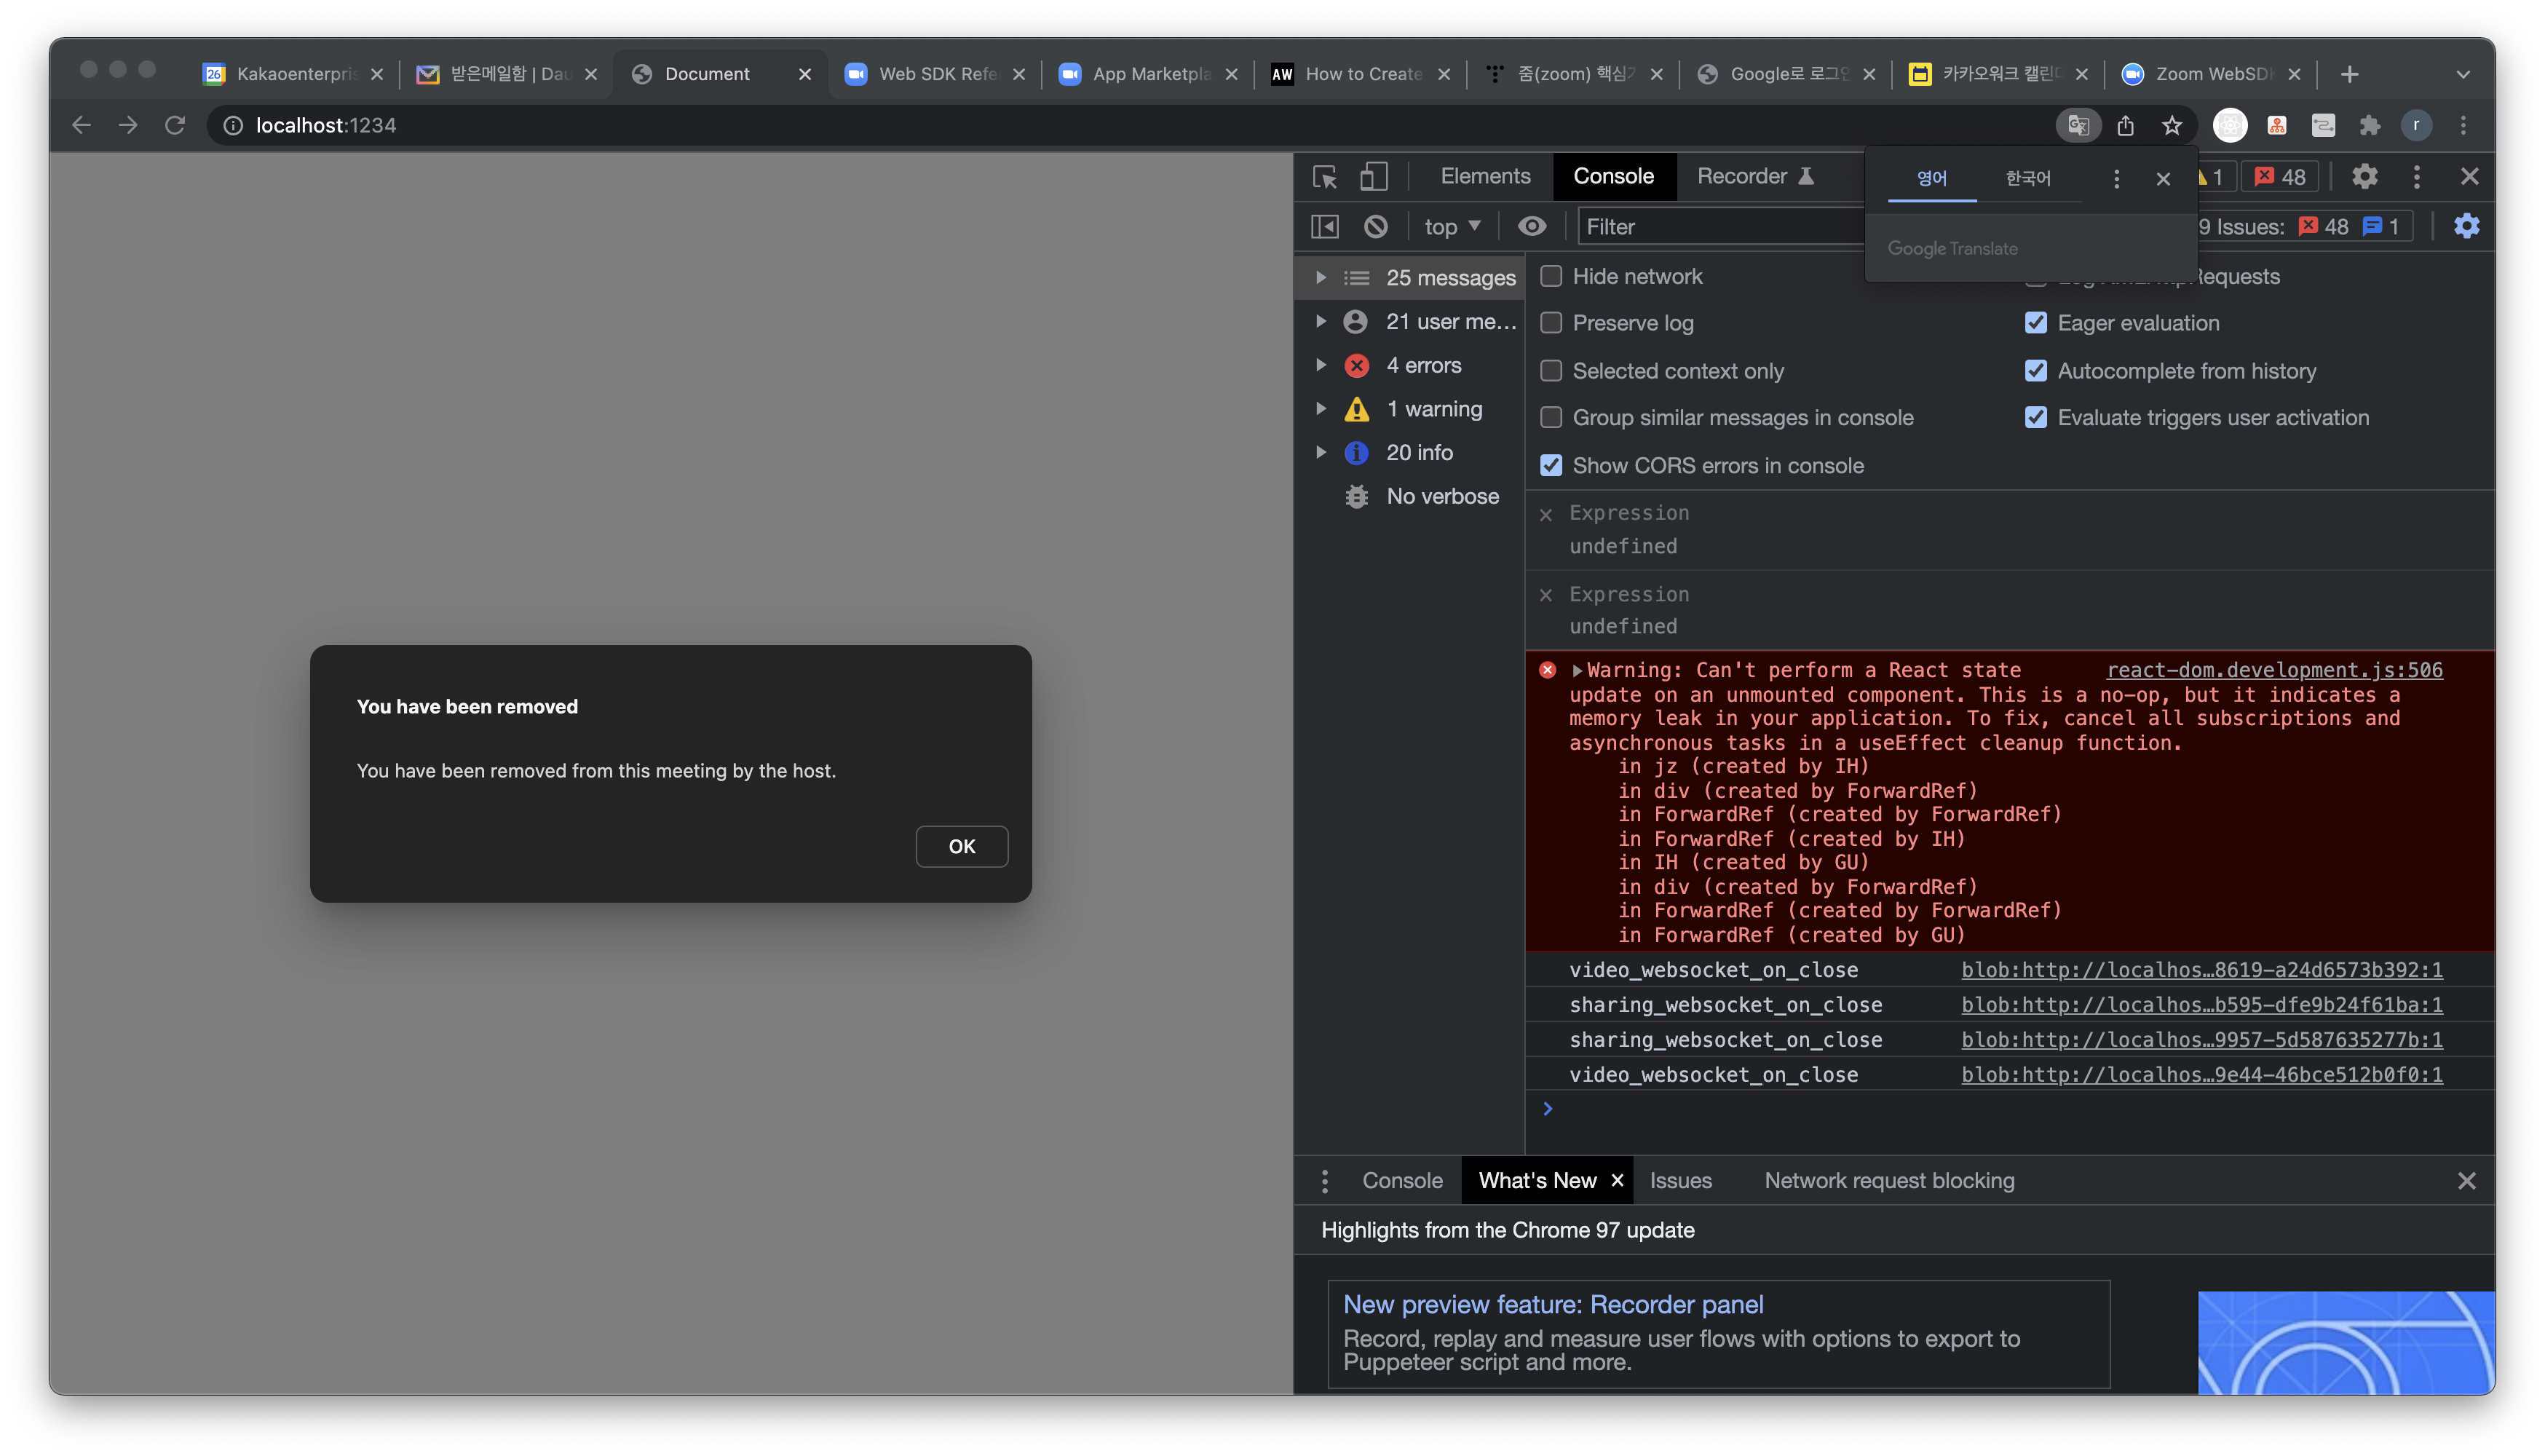 26 Kakaoenterpris
받은메일함 | Dau
Document
Web SDK Refe
App Marketpla
AW How to Create
줌(zoom) 핵심기
Google로 로그인
카카오워크 캘린더
Zoom WebSDK
localhost:1234
r
Elements
Console
Recorder
영어
한국어
1
48
top
Filter
9 Issues:
48
1
Google Translate
25 messages
21 user me…
4 errors
1 warning
20 info
No verbose
Hide network
Preserve log
Selected context only
Group similar messages in console
Show CORS errors in console
Requests
Eager evaluation
Autocomplete from history
Evaluate triggers user activation
Expression
undefined
Expression
undefined
Warning: Can't perform a React state react-dom.development.js:506
update on an unmounted component. This is a no-op, but it indicates a
memory leak in your application. To fix, cancel all subscriptions and
asynchronous tasks in a useEffect cleanup function.
in jz (created by IH)
in div (created by ForwardRef)
in ForwardRef (created by ForwardRef)
in ForwardRef (created by IH)
in IH (created by GU)
in div (created by ForwardRef)
in ForwardRef (created by ForwardRef)
in ForwardRef (created by GU)
video_websocket_on_close blob:http://localhos…8619-a24d6573b392:1
sharing_websocket_on_close blob:http://localhos…b595-dfe9b24f61ba:1
sharing_websocket_on_close blob:http://localhos…9957-5d587635277b:1
video_websocket_on_close blob:http://localhos…9e44-46bce512b0f0:1
You have been removed
You have been removed from this meeting by the host.
OK
Console
What's New
Issues
Network request blocking
Highlights from the Chrome 97 update
New preview feature: Recorder panel
Record, replay and measure user flows with options to export to
Puppeteer script and more.